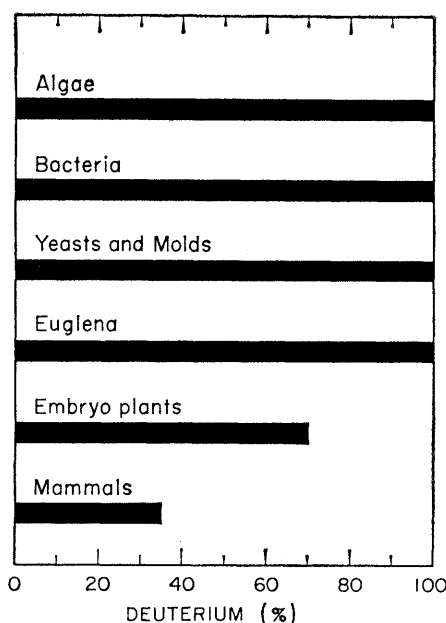 Algae
Bacteria
Yeasts and Molds
Euglena
Embryo plants
Mammals
0 20 40 60 80 100
DEUTERIUM (%)